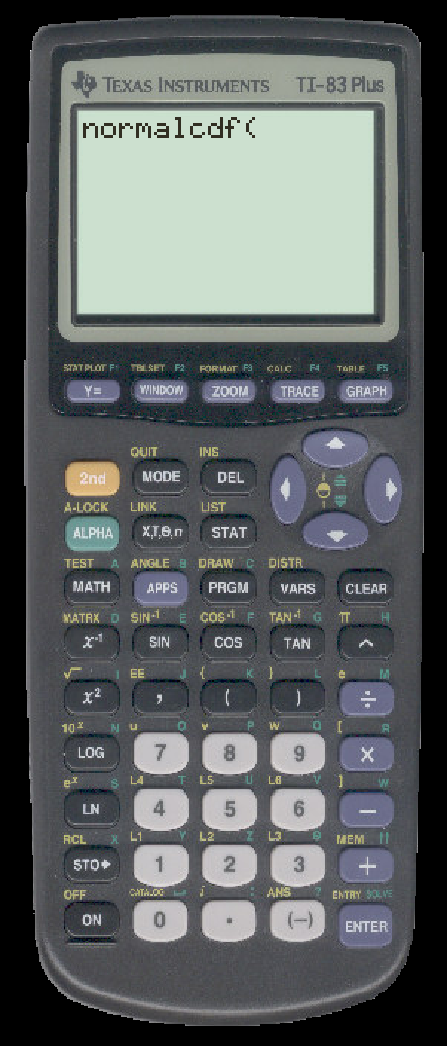 TEXAS INSTRUMENTS TI-83 Plus
normalcdf(
STAT PLOT F1 TBLSET F2 FORMAT F3 CALC F4 TABLE F5
Y= WINDOW ZOOM TRACE GRAPH
QUIT INS
2nd MODE DEL
A-LOCK LINK LIST
ALPHA X,T,Θ,n STAT
TEST A ANGLE B DRAW C DISTR
MATH APPS PRGM VARS CLEAR
MATRX D SIN⁻¹ E COS⁻¹ F TAN⁻¹ G π H
x⁻¹ SIN COS TAN ^
√ I EE J { K } L e M
x² , ( ) ÷
10ˣ N u O v P w Q [ R
LOG 7 8 9 ×
eˣ S L4 T L5 U L6 V ] W
LN 4 5 6 −
RCL X L1 Y L2 Z L3 θ MEM "
STO→ 1 2 3 +
OFF CATALOG i : ANS ? ENTRY SOLVE
ON 0 . (−) ENTER